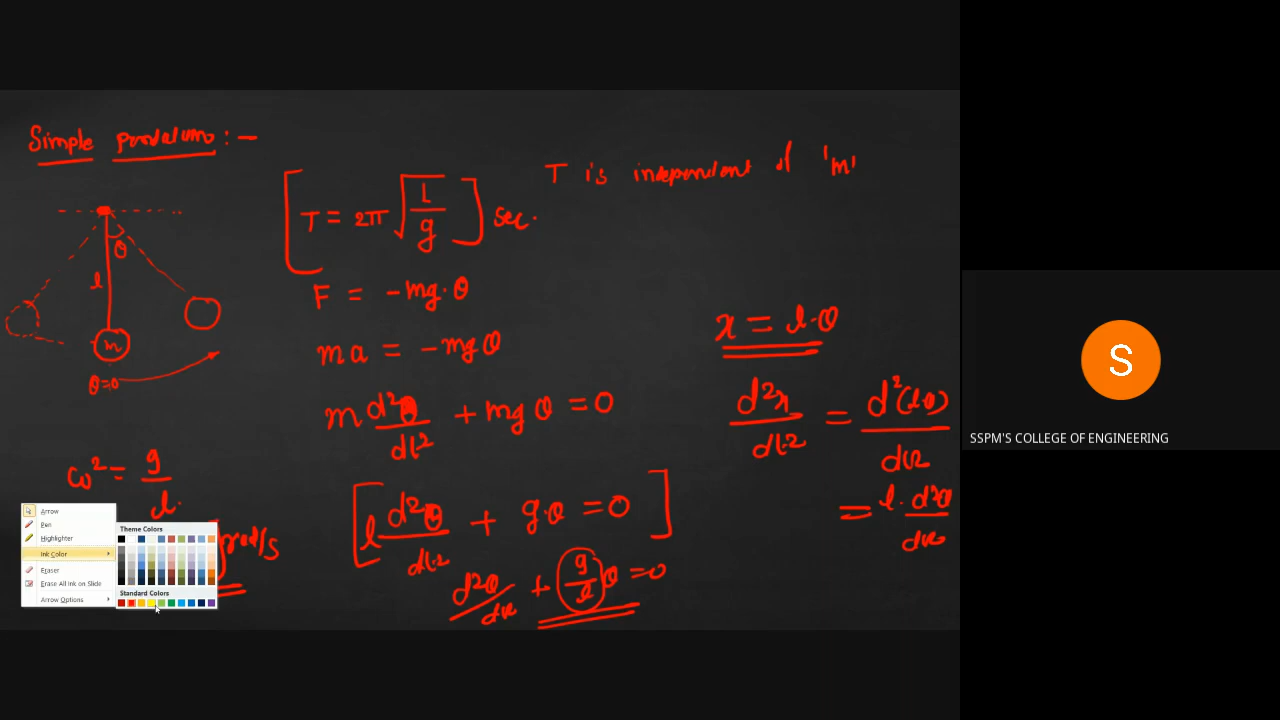 Simple pendalum : -
T is independent of 'm'
[ T = 2π √(l/g) ] sec.
θ
l
m
θ=0
F = -mg.θ
x = l.θ
ma = -mgθ
m d²θ/dt² + mg θ = 0
d²x/dt² = d²(lθ)/dt²
ω² = g/l.
[ l d²θ/dt² + g.θ = 0 ]
= l. d²θ/dt²
rad/s
d²θ/dt² + (g/l) θ = 0
Arrow
Pen
Highlighter
Ink Color
Eraser
Erase All Ink on Slide
Arrow Options
Theme Colors
Standard Colors
S
SSPM'S COLLEGE OF ENGINEERING